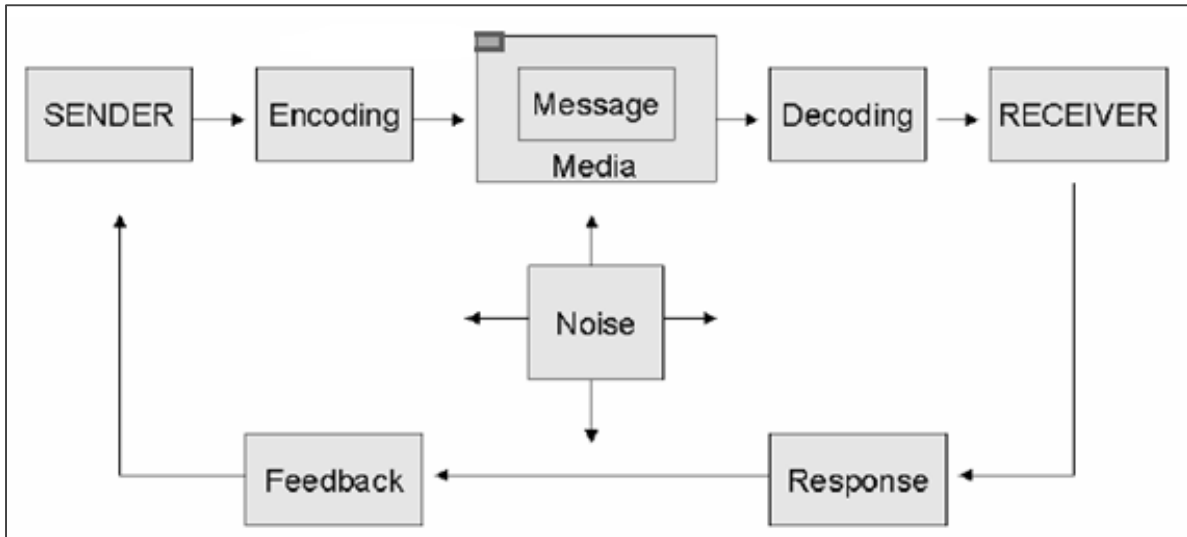 SENDER
Encoding
Message
Media
Decoding
RECEIVER
Noise
Feedback
Response